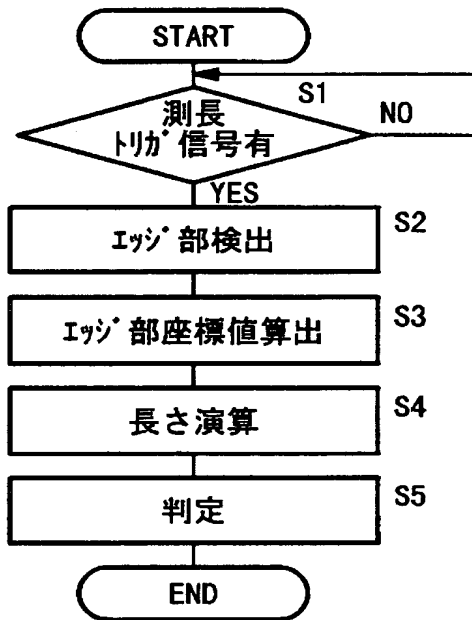 START
S1
測長
ﾄﾘｶﾞ信号有
NO
YES
S2
ｴｯｼﾞ部検出
S3
ｴｯｼﾞ部座標値算出
S4
長さ演算
S5
判定
END